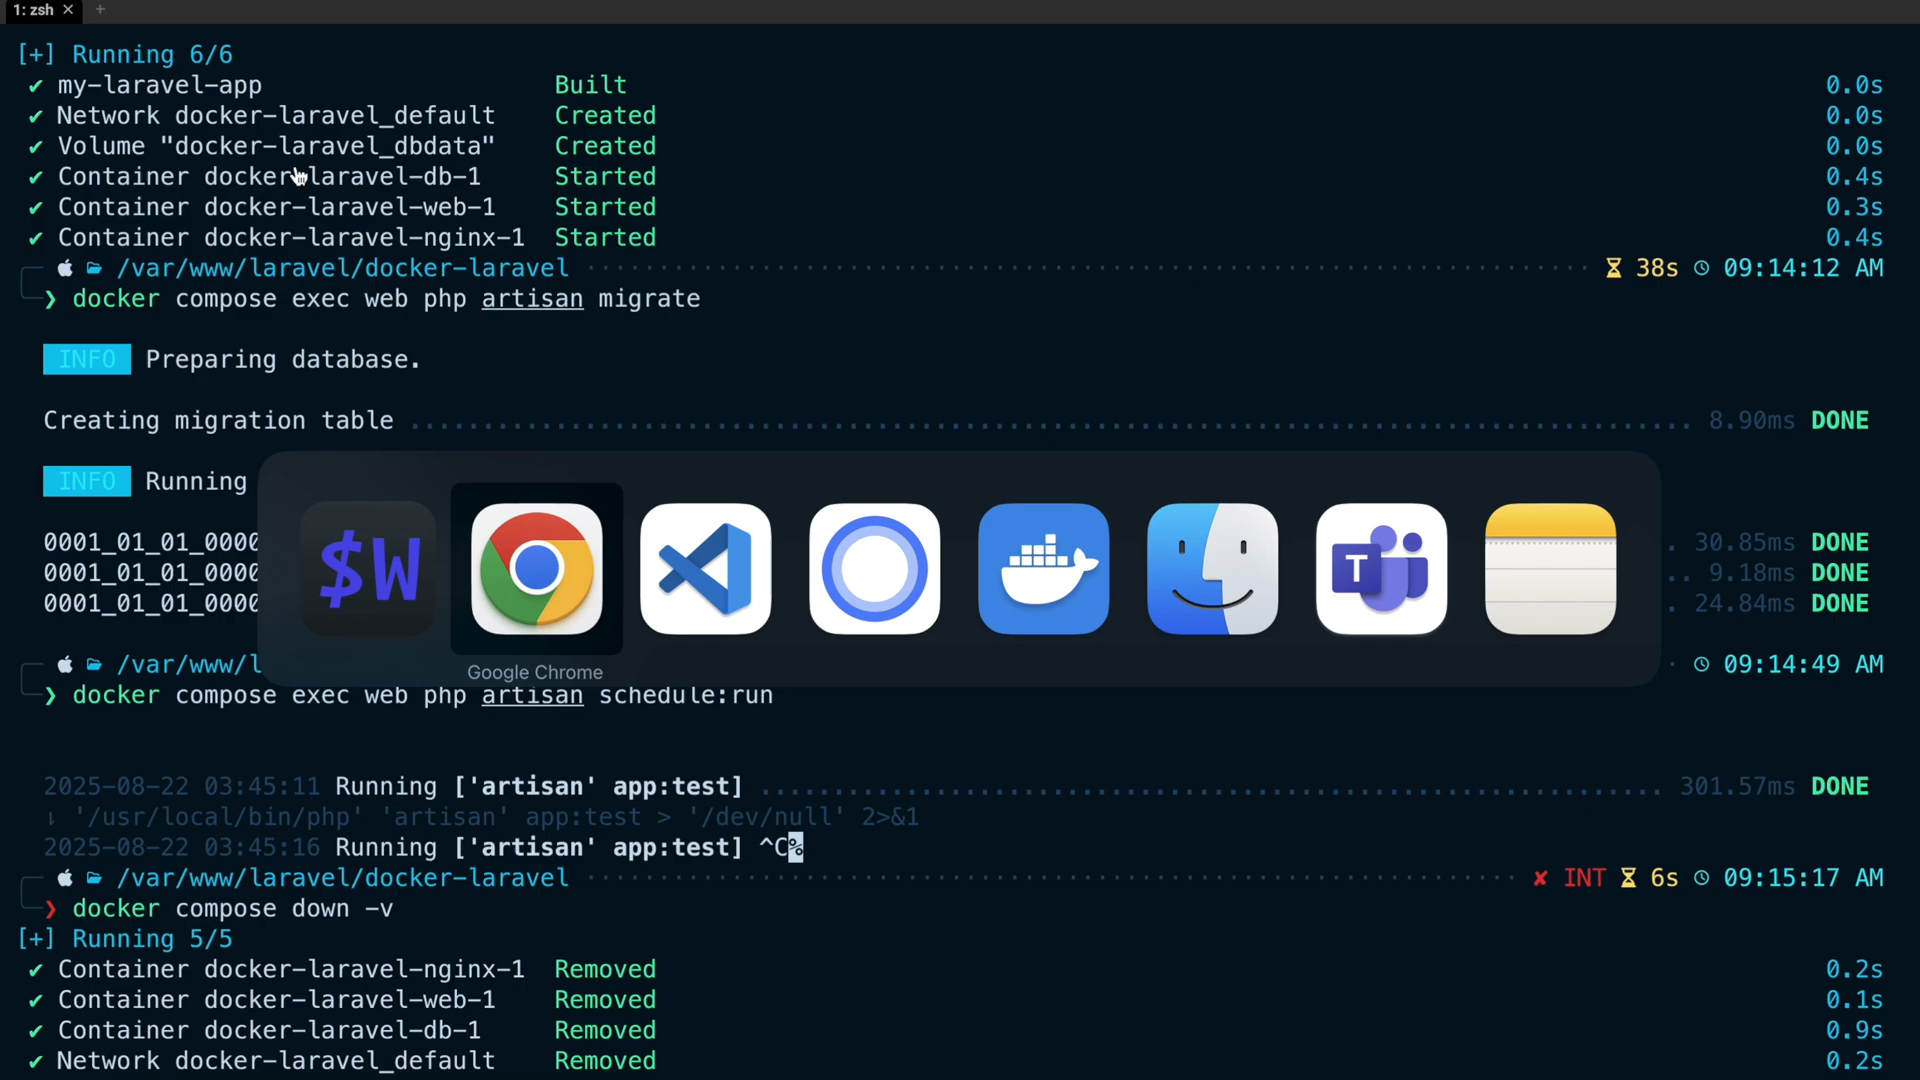 1: zsh ✕ +
[+] Running 6/6
✔ my-laravel-app Built 0.0s
✔ Network docker-laravel_default Created 0.0s
✔ Volume "docker-laravel_dbdata" Created 0.0s
✔ Container docker-laravel-db-1 Started 0.4s
✔ Container docker-laravel-web-1 Started 0.3s
✔ Container docker-laravel-nginx-1 Started 0.4s
/var/www/laravel/docker-laravel 38s 09:14:12 AM
❯ docker compose exec web php artisan migrate
INFO Preparing database.
Creating migration table 8.90ms DONE
INFO Running
0001_01_01_0000 30.85ms DONE
0001_01_01_0000 9.18ms DONE
0001_01_01_0000 24.84ms DONE
$W
T
Google Chrome
/var/www/l 09:14:49 AM
❯ docker compose exec web php artisan schedule:run
2025-08-22 03:45:11 Running ['artisan' app:test] 301.57ms DONE
⇂ '/usr/local/bin/php' 'artisan' app:test > '/dev/null' 2>&1
2025-08-22 03:45:16 Running ['artisan' app:test] ^C%
/var/www/laravel/docker-laravel ✘ INT 6s 09:15:17 AM
❯ docker compose down -v
[+] Running 5/5
✔ Container docker-laravel-nginx-1 Removed 0.2s
✔ Container docker-laravel-web-1 Removed 0.1s
✔ Container docker-laravel-db-1 Removed 0.9s
✔ Network docker-laravel_default Removed 0.2s